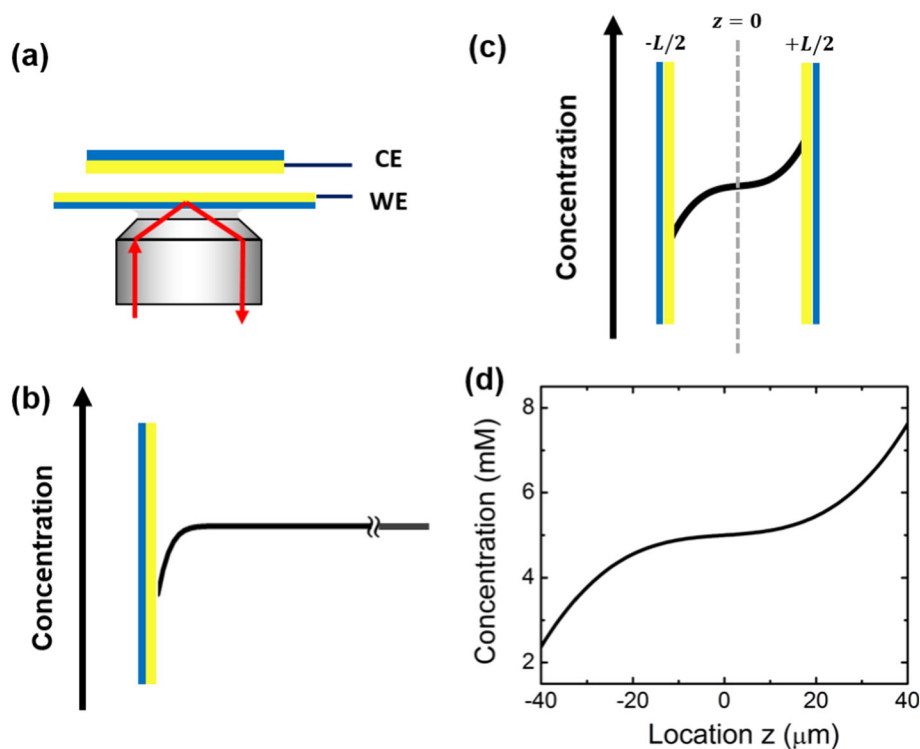 (a)
CE
WE
(b)
Concentration
(c)
z = 0
-L/2
+L/2
Concentration
(d)
Concentration (mM)
8
6
4
2
-40
-20
0
20
40
Location z (μm)